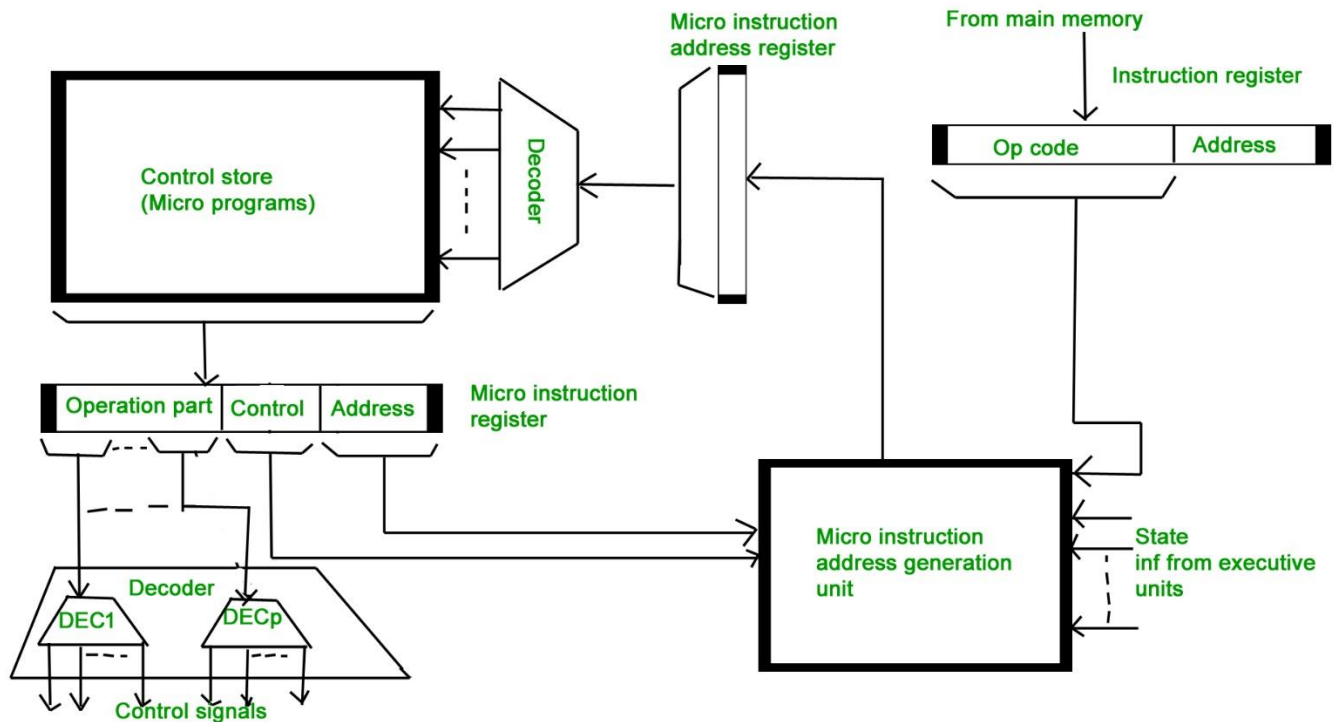 Micro instruction
address register
From main memory
Instruction register
Op code
Address
Control store
(Micro programs)
Decoder
Operation part
Control
Address
Micro instruction
register
Micro instruction
address generation
unit
State
inf from executive
units
Decoder
DEC1
DECp
Control signals